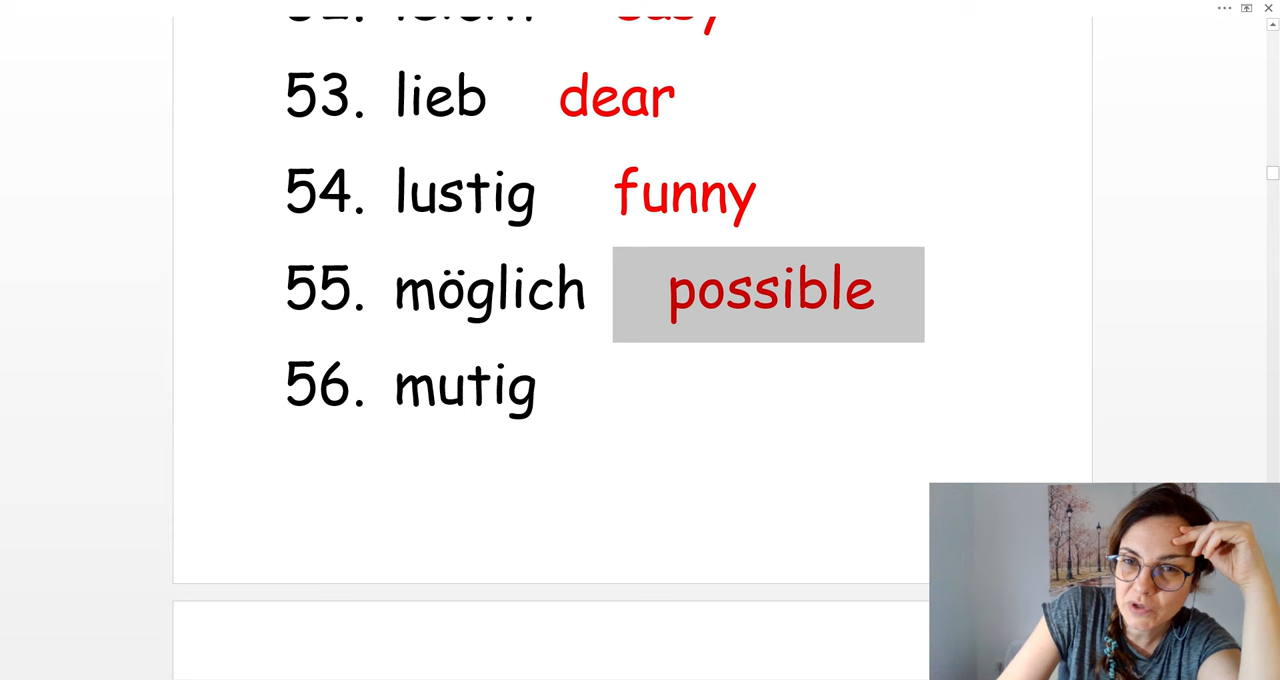 53. lieb dear
54. lustig funny
55. möglich possible
56. mutig